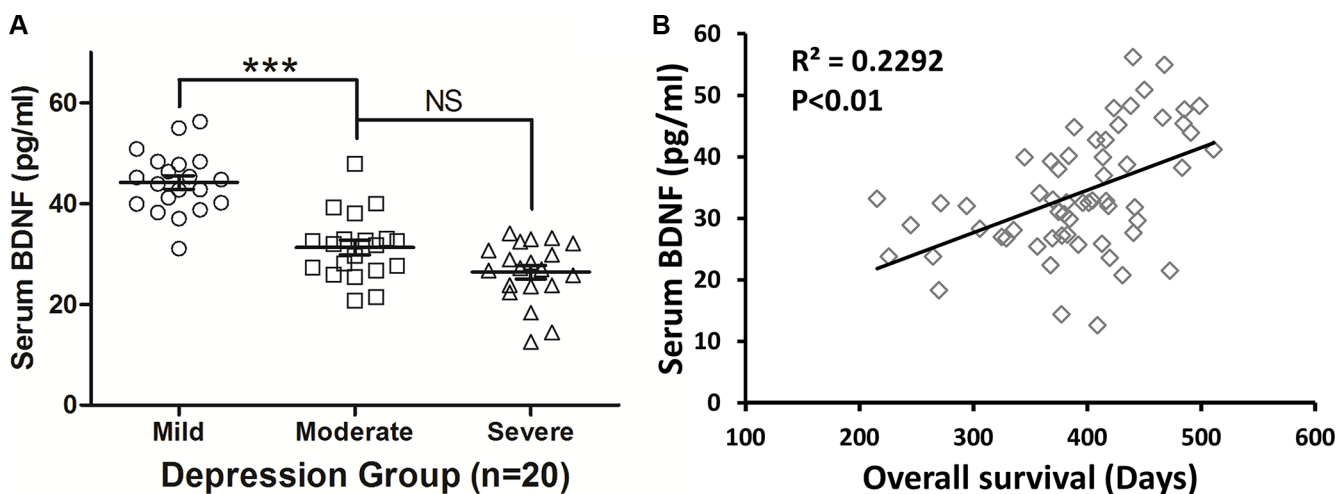 A
Serum BDNF (pg/ml)
60
40
20
0
***
NS
Mild Moderate Severe
Depression Group (n=20)
B
Serum BDNF (pg/ml)
60
50
40
30
20
10
0
R² = 0.2292
P<0.01
100 200 300 400 500 600
Overall survival (Days)